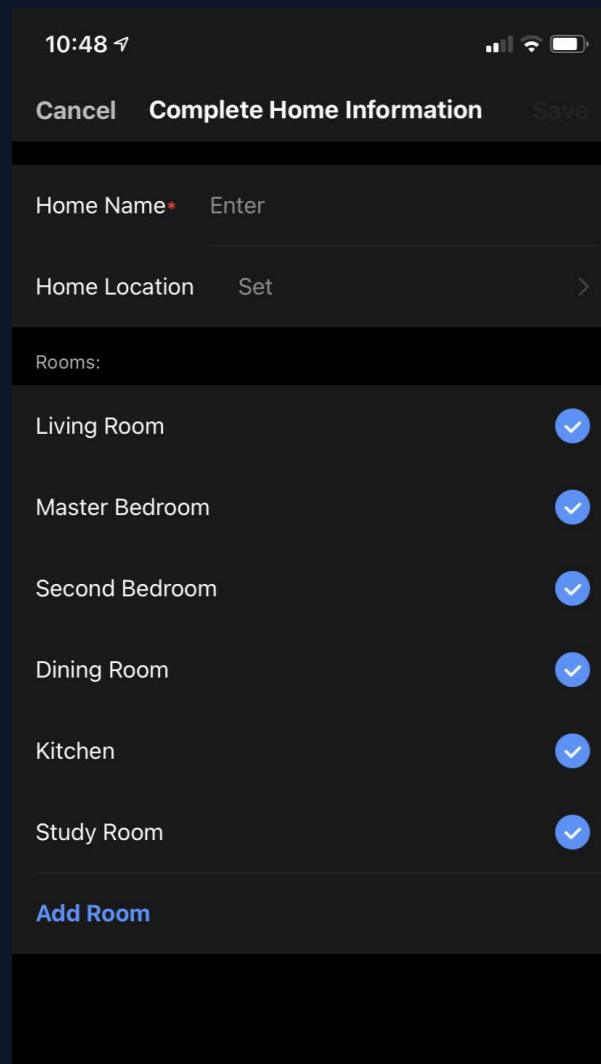 10:48
Cancel Complete Home Information Save
Home Name* Enter
Home Location Set
Rooms:
Living Room
Master Bedroom
Second Bedroom
Dining Room
Kitchen
Study Room
Add Room